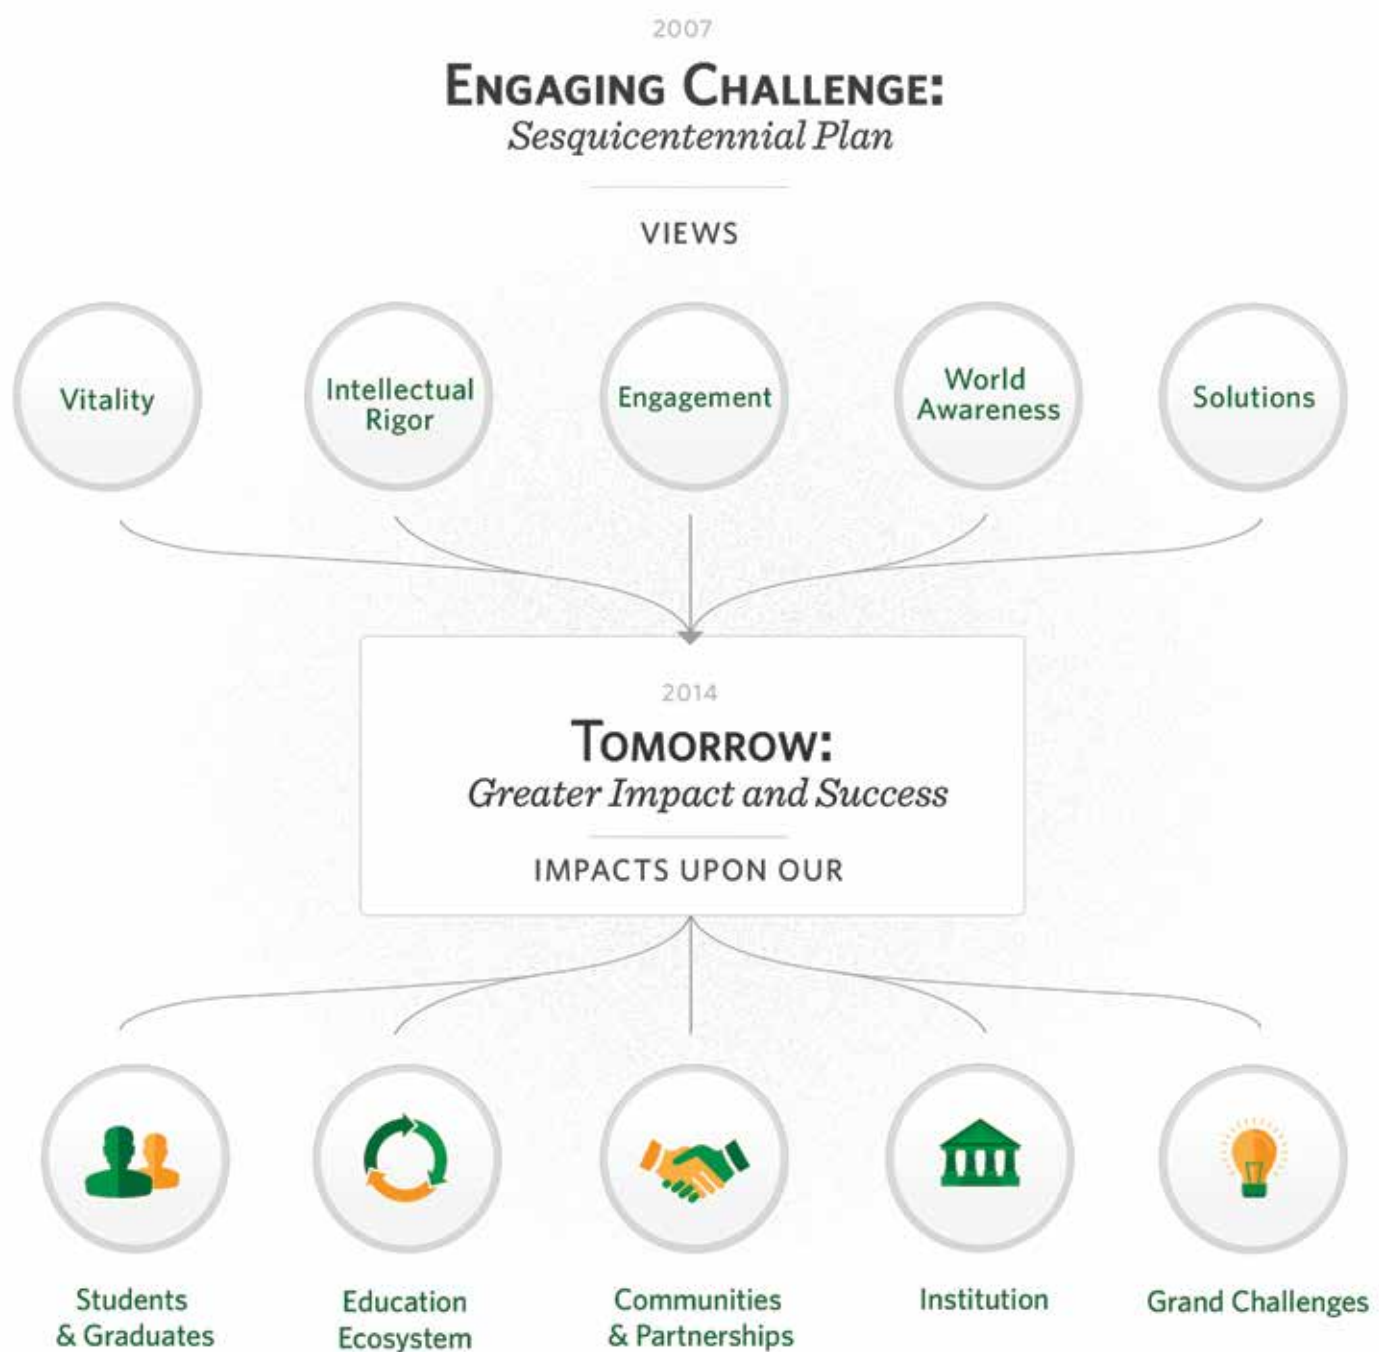 2007
ENGAGING CHALLENGE:
Sesquicentennial Plan
VIEWS
Vitality
Intellectual
Rigor
Engagement
World
Awareness
Solutions
2014
TOMORROW:
Greater Impact and Success
IMPACTS UPON OUR
Students
& Graduates
Education
Ecosystem
Communities
& Partnerships
Institution
Grand Challenges